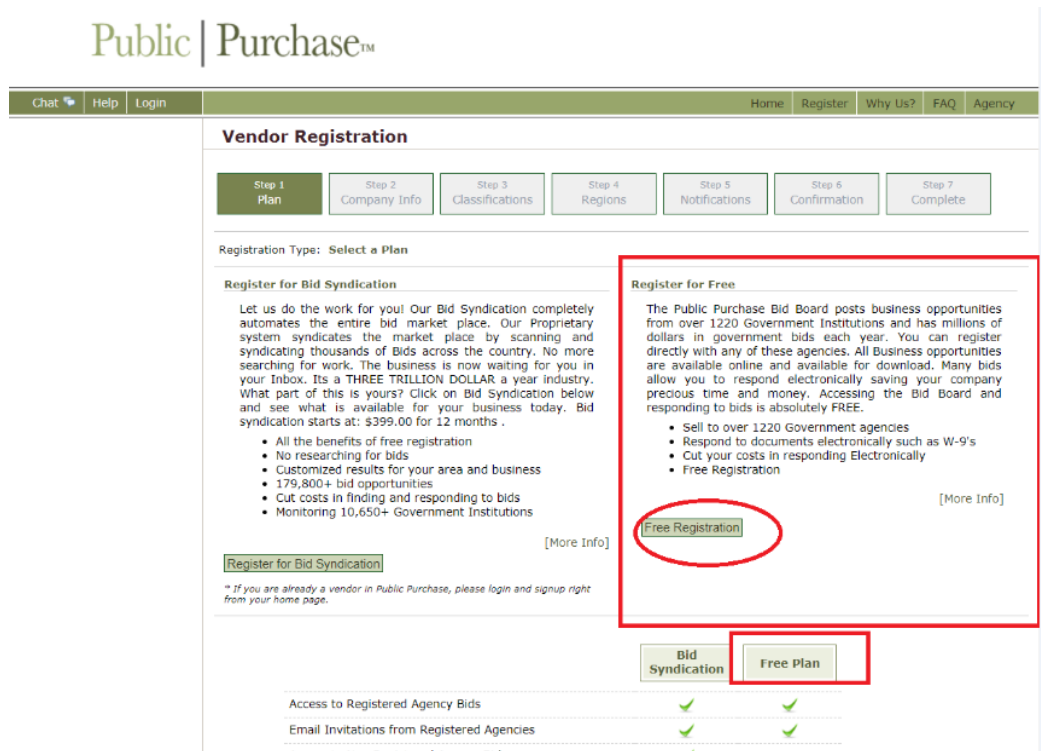 Public | Purchase™
Chat Help Login Home Register Why Us? FAQ Agency
Vendor Registration
Step 1 Step 2 Step 3 Step 4 Step 5 Step 6 Step 7
Plan Company Info Classifications Regions Notifications Confirmation Complete
Registration Type: Select a Plan
Register for Bid Syndication
Let us do the work for you! Our Bid Syndication completely
automates the entire bid market place. Our Proprietary
system syndicates the market place by scanning and
syndicating thousands of Bids across the country. No more
searching for work. The business is now waiting for you in
your Inbox. Its a THREE TRILLION DOLLAR a year industry.
What part of this is yours? Click on Bid Syndication below
and see what is available for your business today. Bid
syndication starts at: $399.00 for 12 months .
• All the benefits of free registration
• No researching for bids
• Customized results for your area and business
• 179,800+ bid opportunities
• Cut costs in finding and responding to bids
• Monitoring 10,650+ Government Institutions
[More Info]
Register for Bid Syndication
* If you are already a vendor in Public Purchase, please login and signup right
from your home page.
Register for Free
The Public Purchase Bid Board posts business opportunities
from over 1220 Government Institutions and has millions of
dollars in government bids each year. You can register
directly with any of these agencies. All Business opportunities
are available online and available for download. Many bids
allow you to respond electronically saving your company
precious time and money. Accessing the Bid Board and
responding to bids is absolutely FREE.
• Sell to over 1220 Government agencies
• Respond to documents electronically such as W-9's
• Cut your costs in responding Electronically
• Free Registration
[More Info]
Free Registration
Bid
Syndication
Free Plan
Access to Registered Agency Bids
Email Invitations from Registered Agencies